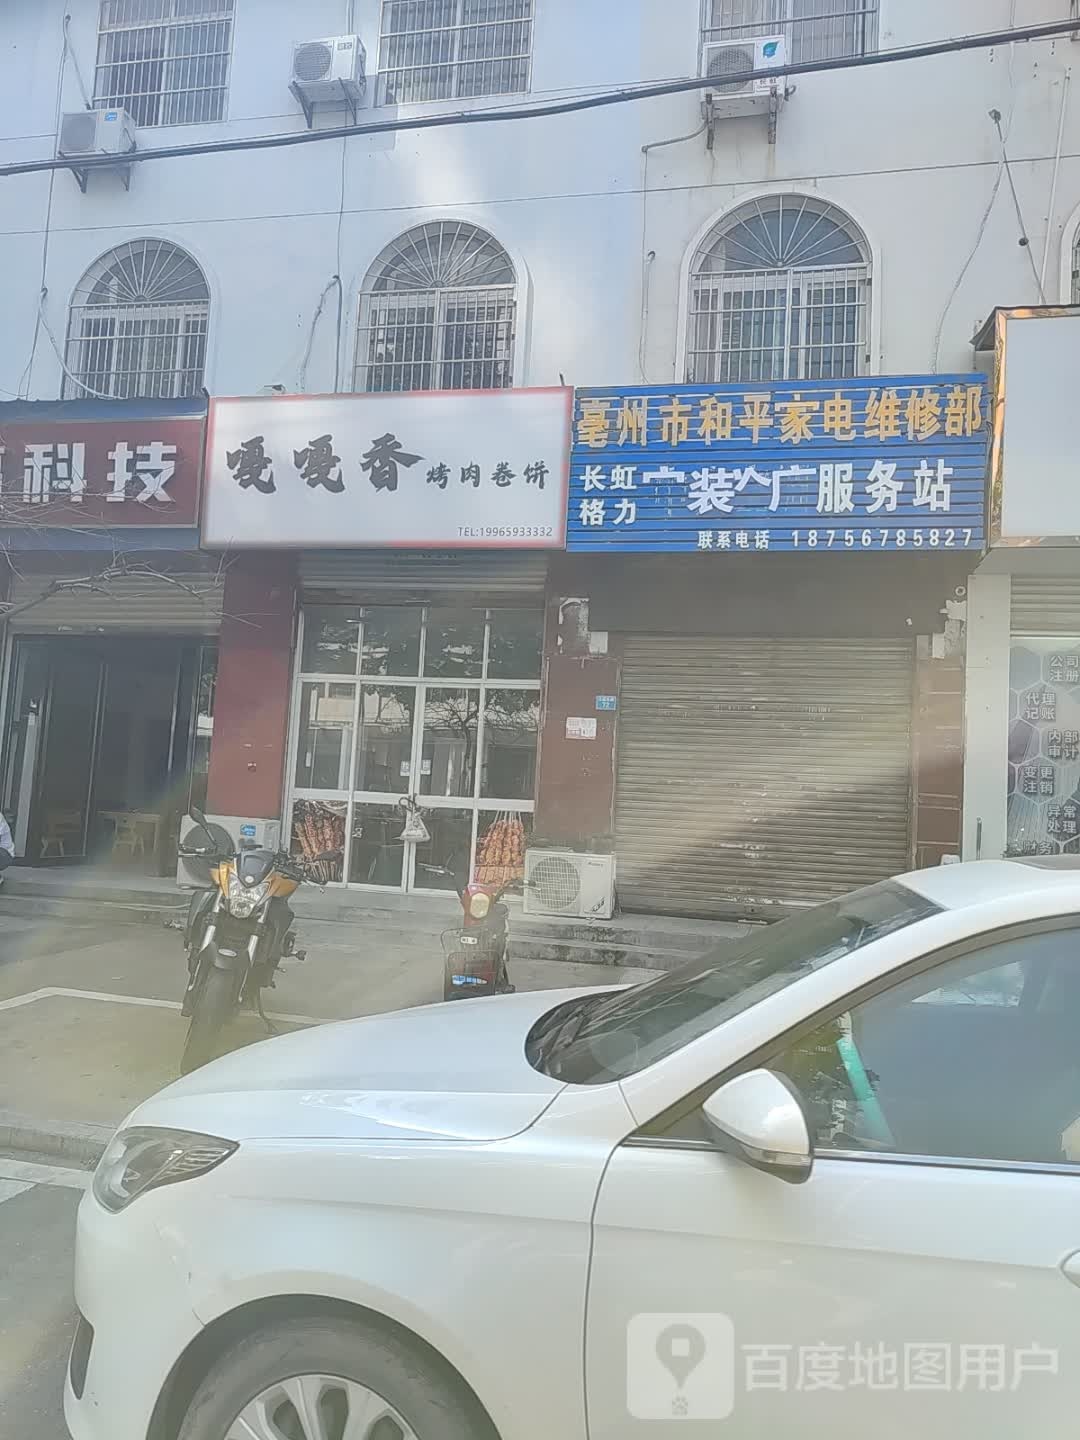 科技
嘎嘎香 烤肉卷饼
TEL:19965933332
亳州市和平家电维修部
长虹
格力
服务站
联系电话 18756785827
72
公司
注册
代理
记账
内部
审计
变更
注销
异常
处理
百度地图用户